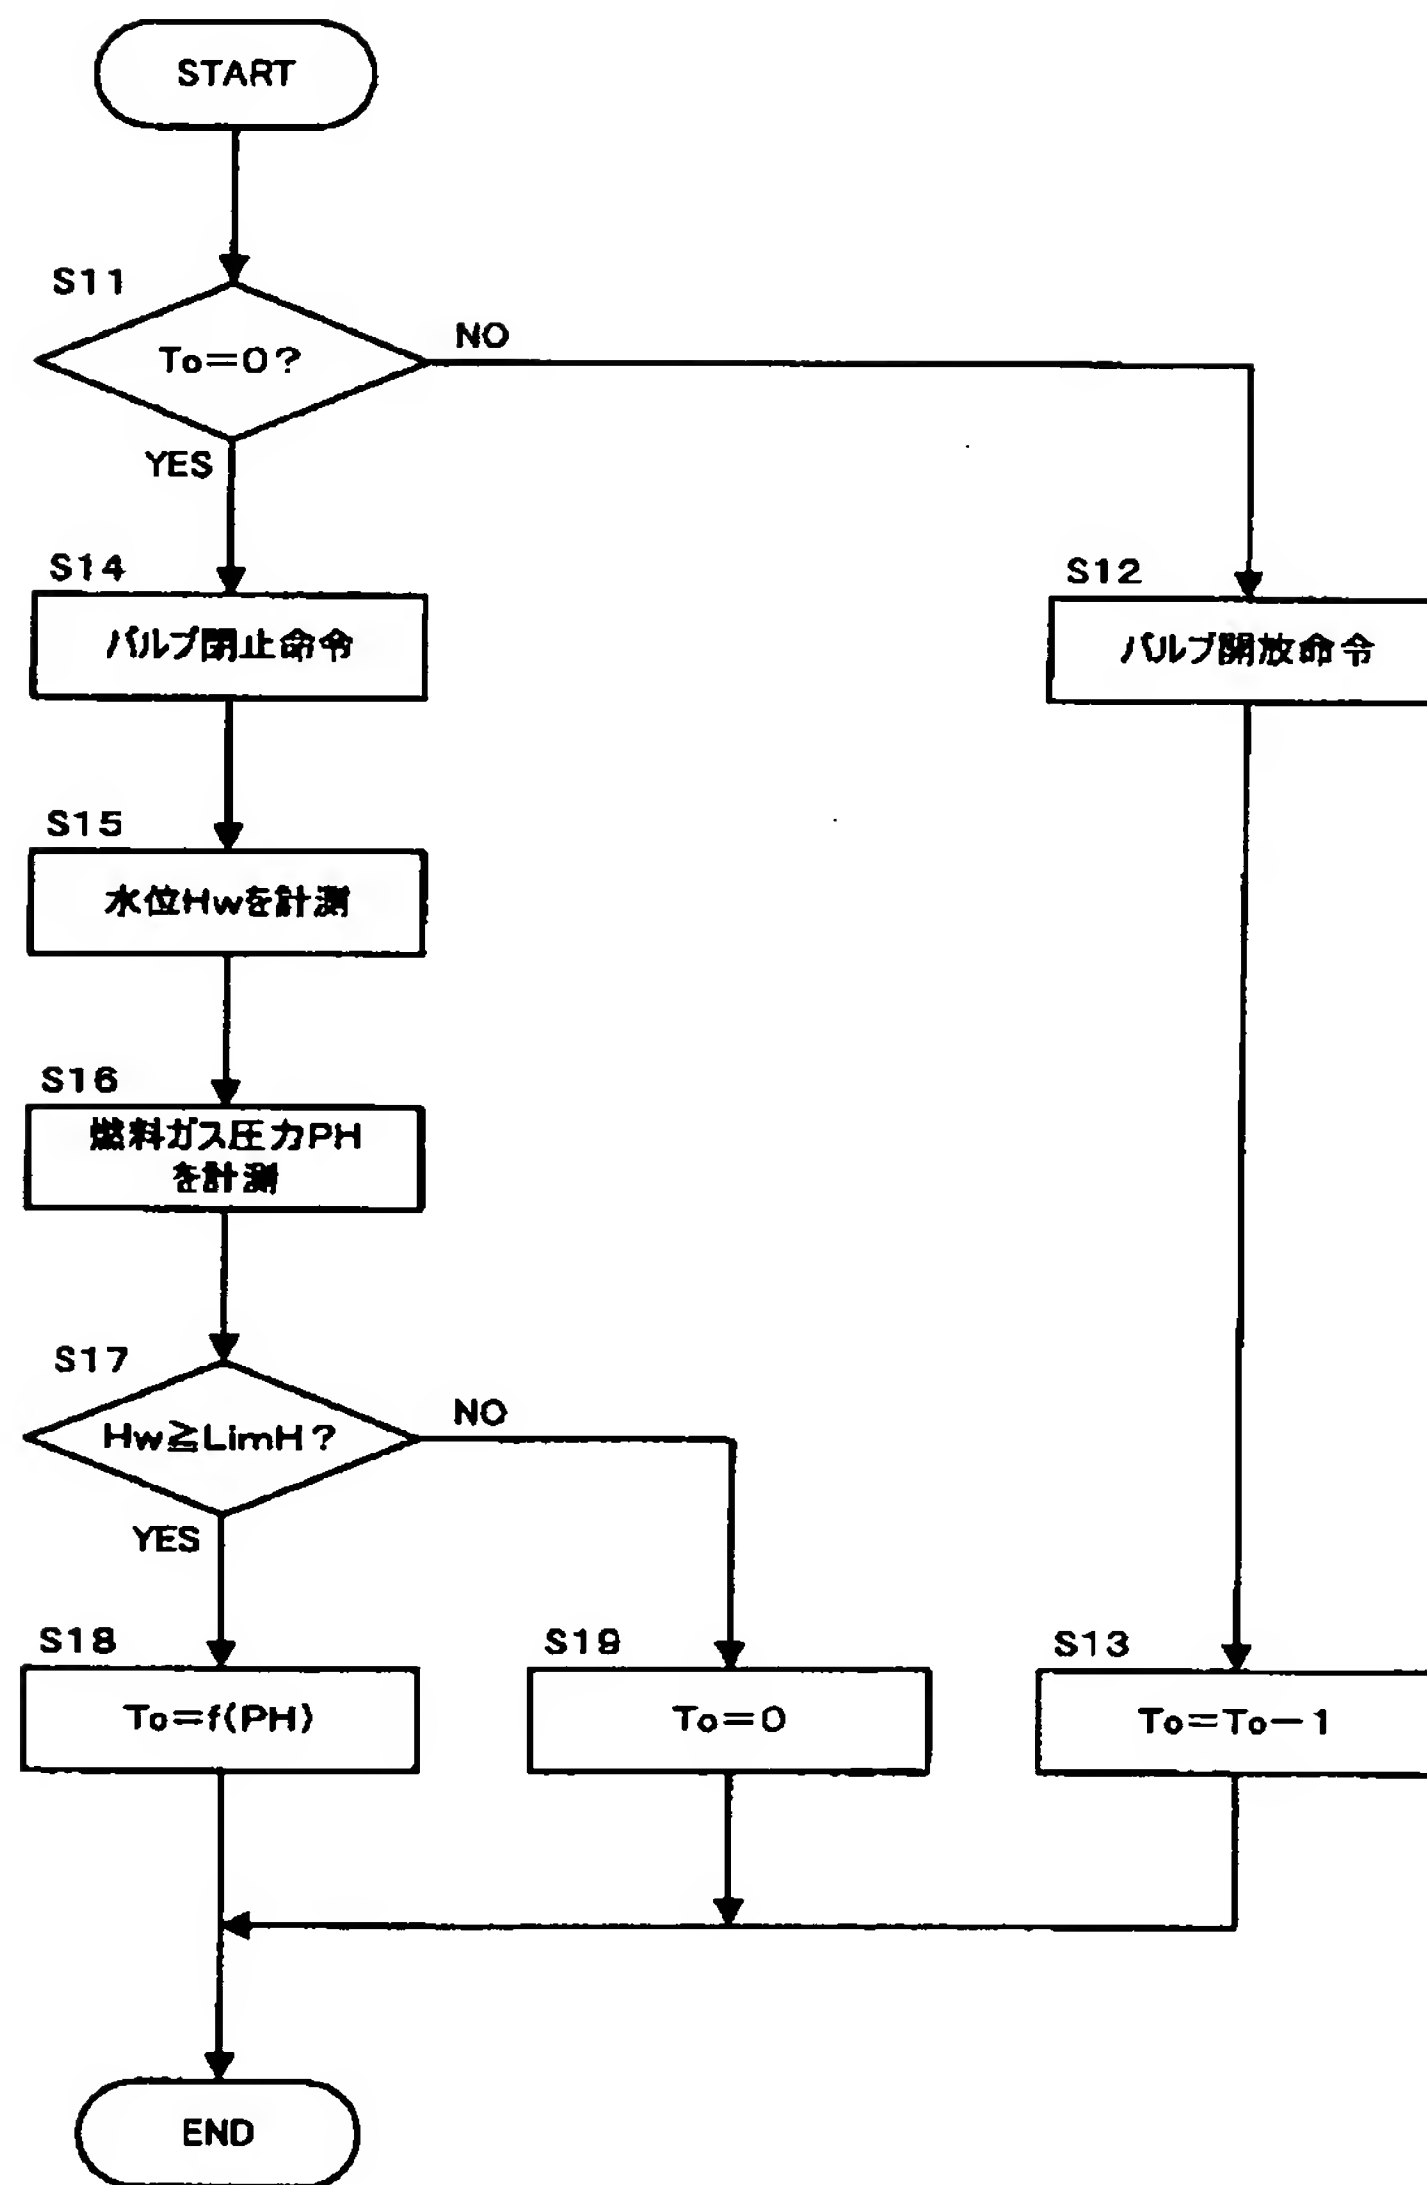 START
S11
To=0?
NO
YES
S14
バルブ閉止命令
S12
バルブ開放命令
S15
水位Hwを計測
S16
燃料ガス圧力PH
を計測
S17
Hw≧LimH?
NO
YES
S18
To=f(PH)
S19
To=0
S13
To=To-1
END